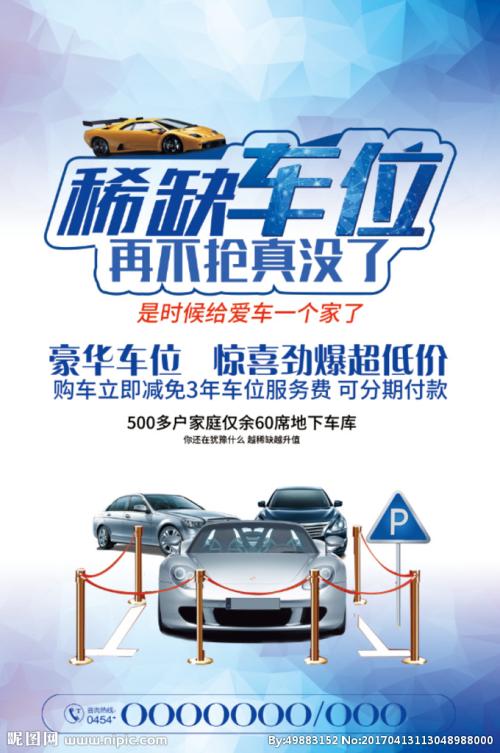 稀缺车位
再不抢真没了
是时候给爱车一个家了
豪华车位 惊喜劲爆超低价
购车立即减免3年车位服务费 可分期付款
500多户家庭仅余60席地下车库
你还在犹豫什么 越稀缺越升值
P
咨询热线:
0454- 0000000/000
昵图网
www.nipic.com
By:49883152 No:20170413113048988000